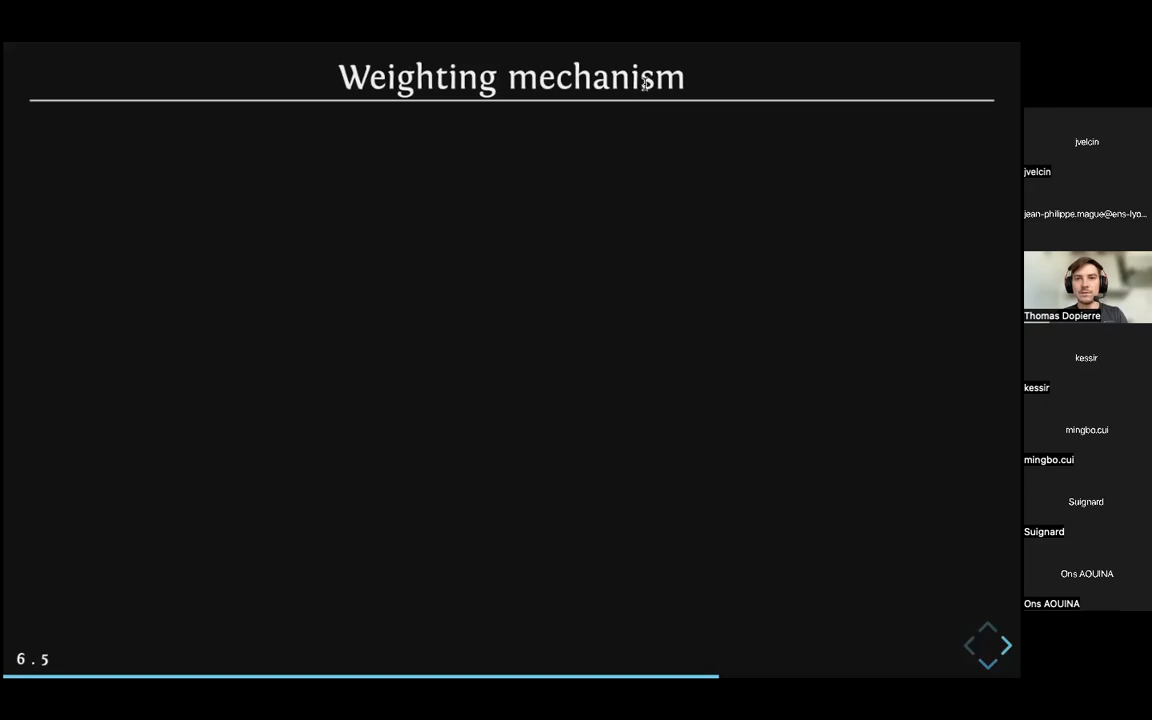 Weighting mechanism
jvelcin
jvelcin
jean-philippe.mague@ens-lyo...
Thomas Dopierre
kessir
kessir
mingbo.cui
mingbo.cui
Suignard
Suignard
Ons AOUINA
Ons AOUINA
6.5